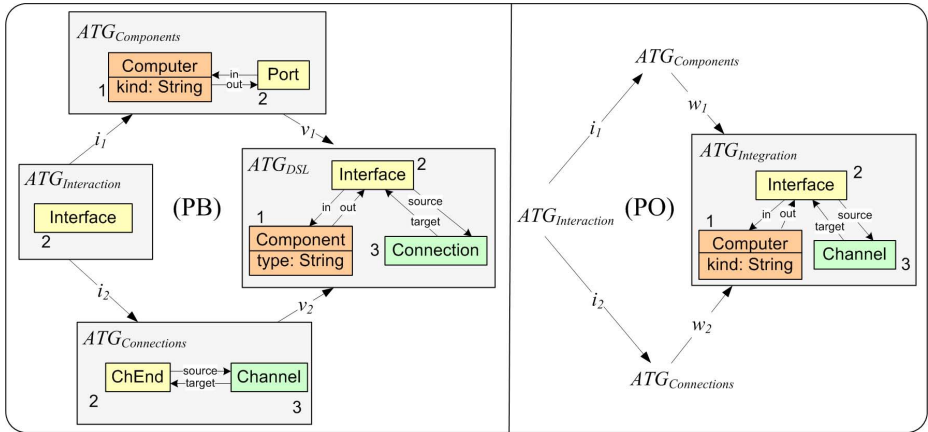 ATG_Components
Computer
kind: String
1
in
out
Port
2
i_1
v_1
ATG_Interaction
Interface
2
(PB)
ATG_DSL
Interface
2
in
out
source
target
1
Component
type: String
3
Connection
i_2
v_2
ATG_Connections
ChEnd
source
target
Channel
2
3
ATG_Components
i_1
w_1
ATG_Interaction
(PO)
ATG_Integration
Interface
2
in
out
source
target
1
Computer
kind: String
Channel
3
i_2
w_2
ATG_Connections